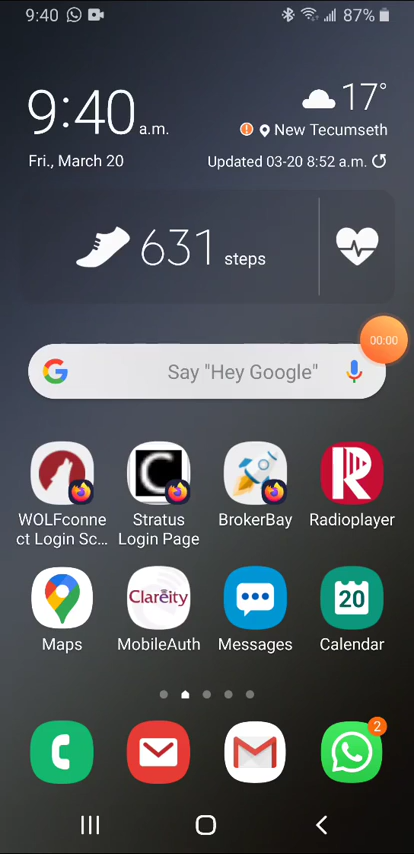 9:40 87%
9:40 a.m.
17°
New Tecumseth
Fri., March 20
Updated 03-20 8:52 a.m.
631 steps
00:00
Say "Hey Google"
WOLFconne
ct Login Sc...
Stratus
Login Page
BrokerBay
Radioplayer
Clareity
20
Maps
MobileAuth
Messages
Calendar
2